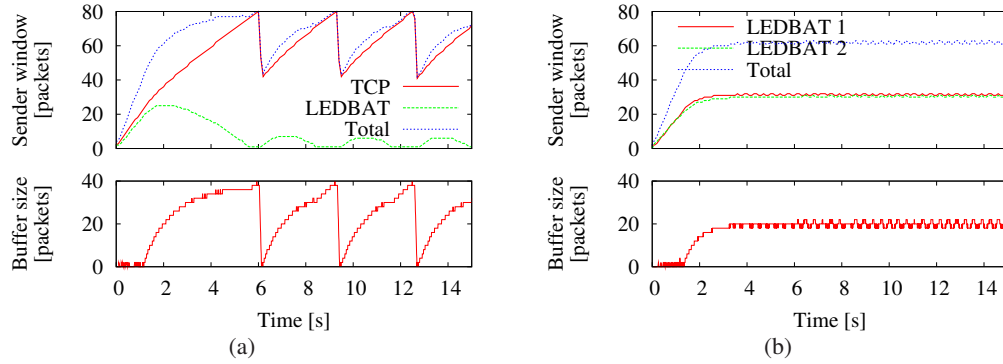 Sender window
[packets]
80
60
40
20
0
TCP
LEDBAT
Total
Buffer size
[packets]
40
20
0
0 2 4 6 8 10 12 14
Time [s]
(a)
Sender window
[packets]
80
60
40
20
0
LEDBAT 1
LEDBAT 2
Total
Buffer size
[packets]
40
20
0
0 2 4 6 8 10 12 14
Time [s]
(b)